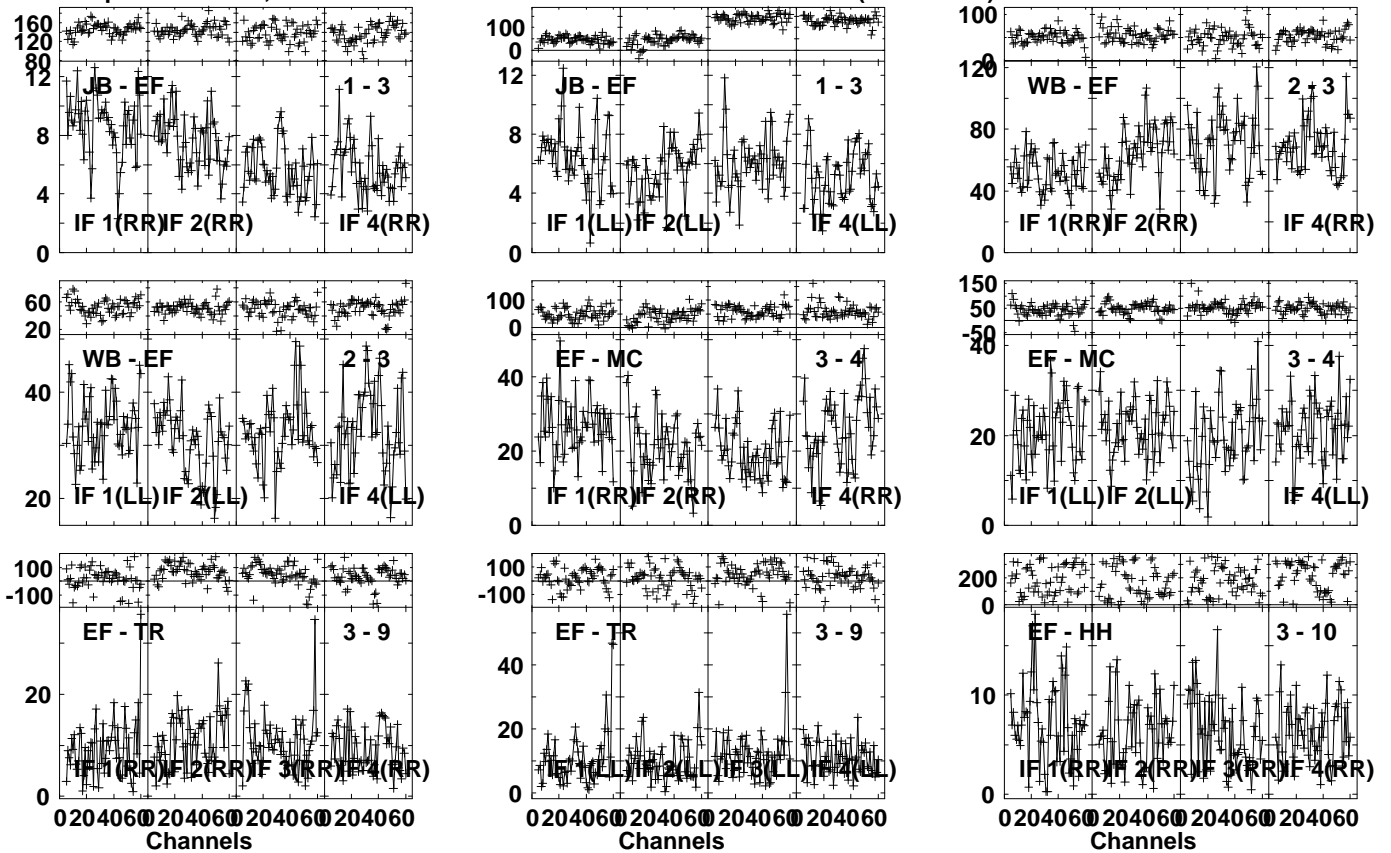 160
120
80
12
8
4
0
JB - EF
1 - 3
IF 1(RR)
IF 2(RR)
IF 4(RR)
100
0
12
8
4
0
JB - EF
1 - 3
IF 1(LL)
IF 2(LL)
IF 4(LL)
100
0
120
80
40
0
WB - EF
2 - 3
IF 1(RR)
IF 2(RR)
IF 4(RR)
60
20
40
20
WB - EF
2 - 3
IF 1(LL)
IF 2(LL)
IF 4(LL)
100
0
40
20
0
EF - MC
3 - 4
IF 1(RR)
IF 2(RR)
IF 4(RR)
150
50
-50
40
20
0
EF - MC
3 - 4
IF 1(LL)
IF 2(LL)
IF 4(LL)
100
-100
20
0
EF - TR
3 - 9
IF 1(RR)
IF 2(RR)
IF 3(RR)
IF 4(RR)
0 20 40 60 0 20 40 60 0 20 40 60 0 20 40 60
Channels
100
-100
40
20
0
EF - TR
3 - 9
IF 1(LL)
IF 2(LL)
IF 3(LL)
IF 4(LL)
0 20 40 60 0 20 40 60 0 20 40 60 0 20 40 60
Channels
200
0
10
0
EF - HH
3 - 10
IF 1(RR)
IF 2(RR)
IF 3(RR)
IF 4(RR)
0 20 40 60 0 20 40 60 0 20 40 60 0 20 40 60
Channels